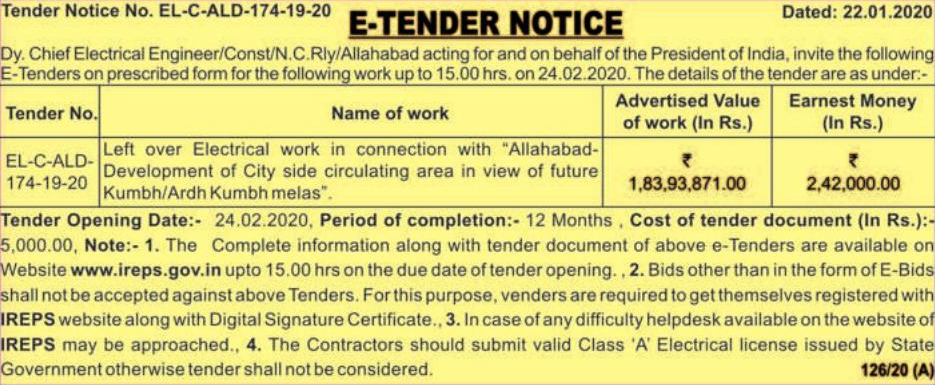 Tender Notice No. EL-C-ALD-174-19-20
E-TENDER NOTICE
Dated: 22.01.2020
Dy. Chief Electrical Engineer/Const/N.C.Rly/Allahabad acting for and on behalf of the President of India, invite the following
E-Tenders on prescribed form for the following work up to 15.00 hrs. on 24.02.2020. The details of the tender are as under:-
Tender No.
Name of work
Advertised Value
of work (In Rs.)
Earnest Money
(In Rs.)
EL-C-ALD-
174-19-20
Left over Electrical work in connection with “Allahabad-
Development of City side circulating area in view of future
Kumbh/Ardh Kumbh melas”.
₹
1,83,93,871.00
₹
2,42,000.00
Tender Opening Date:- 24.02.2020, Period of completion:- 12 Months , Cost of tender document (In Rs.):-
5,000.00, Note:- 1. The Complete information along with tender document of above e-Tenders are available on
Website www.ireps.gov.in upto 15.00 hrs on the due date of tender opening. , 2. Bids other than in the form of E-Bids
shall not be accepted against above Tenders. For this purpose, venders are required to get themselves registered with
IREPS website along with Digital Signature Certificate., 3. In case of any difficulty helpdesk available on the website of
IREPS may be approached., 4. The Contractors should submit valid Class ‘A’ Electrical license issued by State
Government otherwise tender shall not be considered.
126/20 (A)